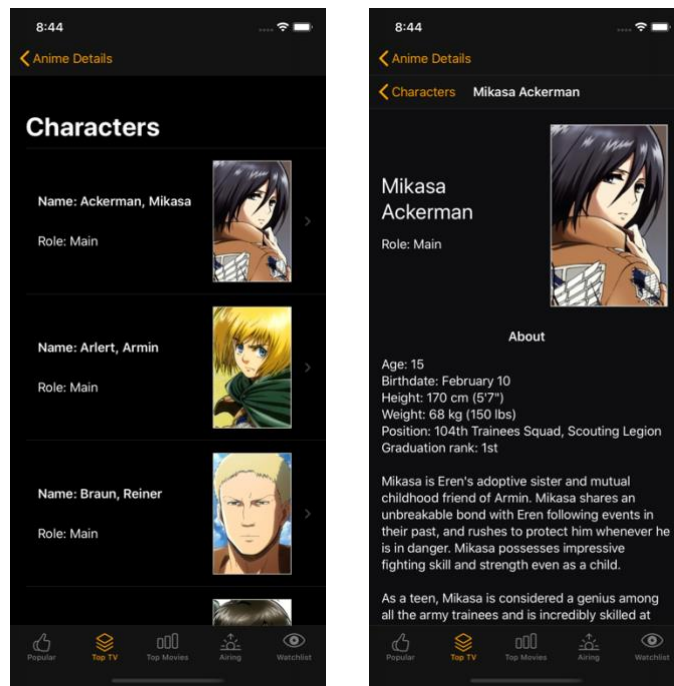 8:44
Anime Details
Characters
Name: Ackerman, Mikasa
Role: Main
Name: Arlert, Armin
Role: Main
Name: Braun, Reiner
Role: Main
Popular
Top TV
Top Movies
Airing
Watchlist
8:44
Anime Details
Characters
Mikasa Ackerman
Mikasa
Ackerman
Role: Main
About
Age: 15
Birthdate: February 10
Height: 170 cm (5'7")
Weight: 68 kg (150 lbs)
Position: 104th Trainees Squad, Scouting Legion
Graduation rank: 1st
Mikasa is Eren's adoptive sister and mutual
childhood friend of Armin. Mikasa shares an
unbreakable bond with Eren following events in
their past, and rushes to protect him whenever he
is in danger. Mikasa possesses impressive
fighting skill and strength even as a child.
As a teen, Mikasa is considered a genius among
all the army trainees and is incredibly skilled at
Popular
Top TV
Top Movies
Airing
Watchlist